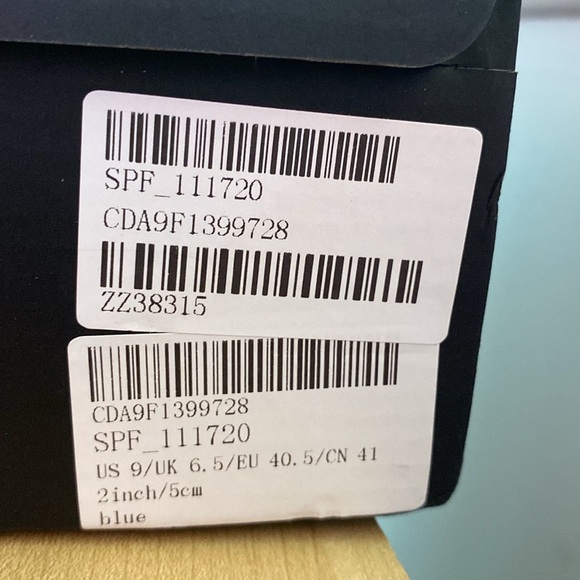 SPF_111720
CDA9F1399728
ZZ38315
CDA9F1399728
SPF_111720
US 9/UK 6.5/EU 40.5/CN 41
2inch/5cm
blue